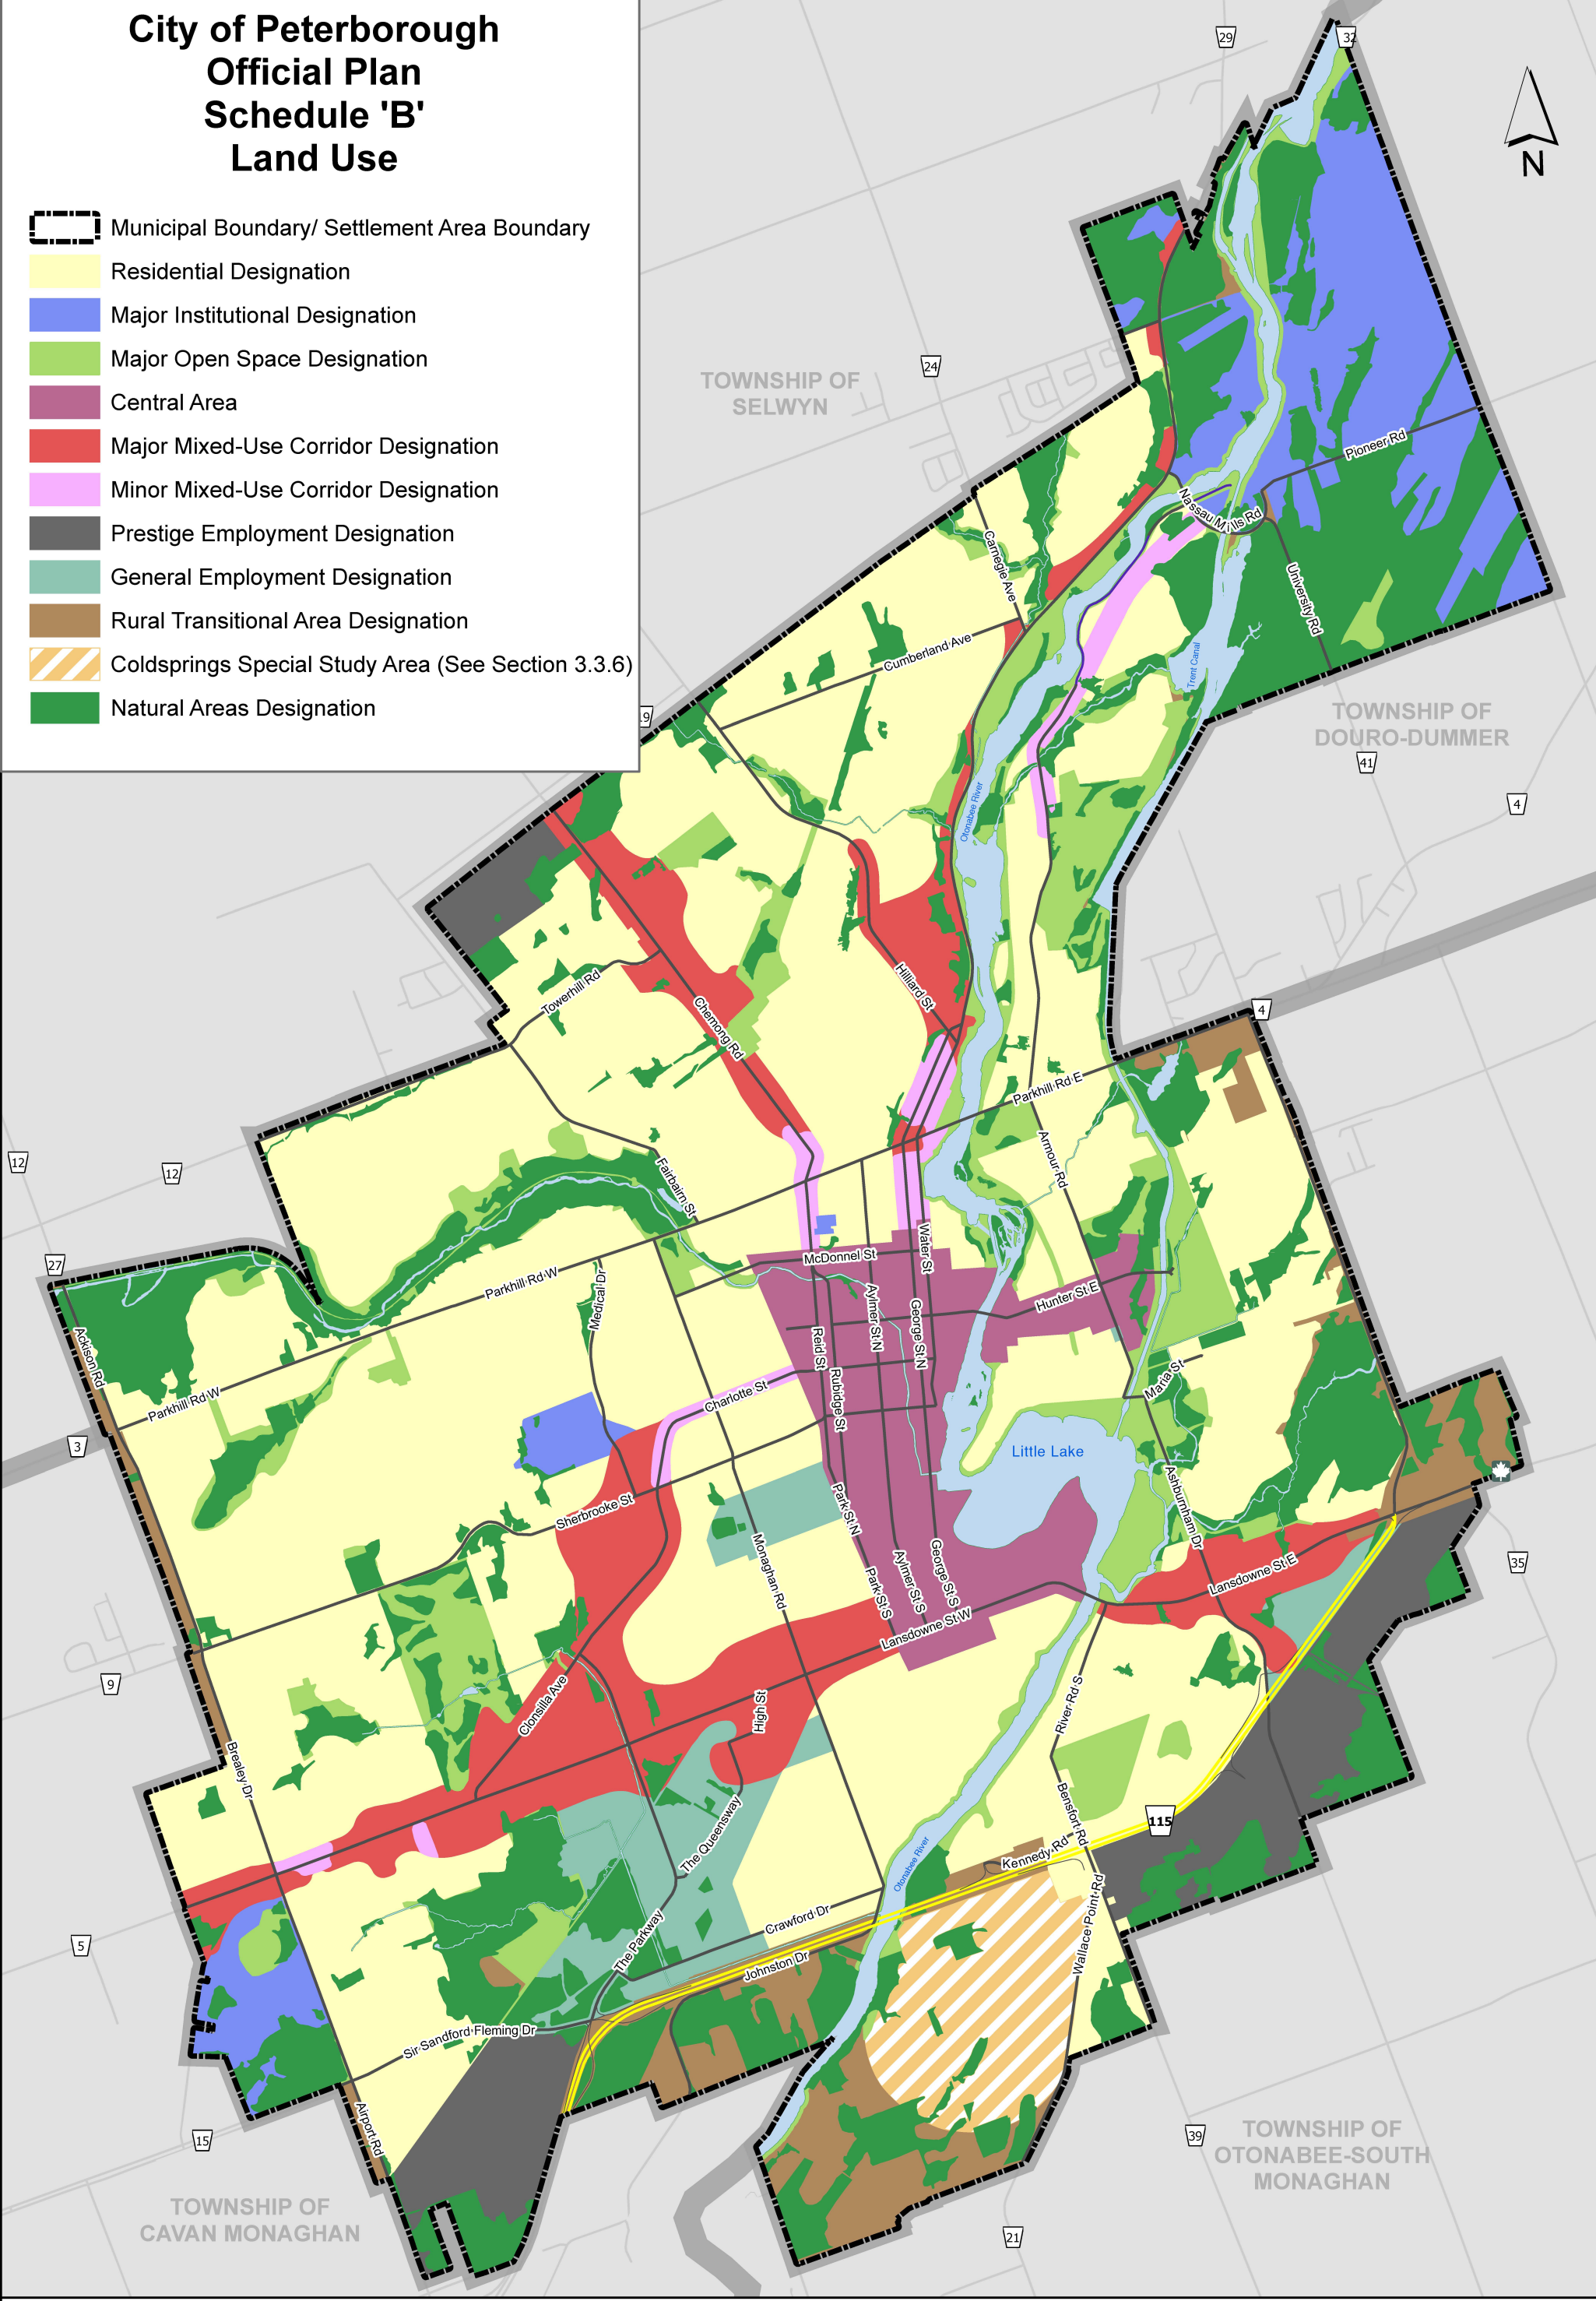 City of Peterborough
Official Plan
Schedule 'B'
Land Use
Municipal Boundary/ Settlement Area Boundary
Residential Designation
Major Institutional Designation
Major Open Space Designation
Central Area
Major Mixed-Use Corridor Designation
Minor Mixed-Use Corridor Designation
Prestige Employment Designation
General Employment Designation
Rural Transitional Area Designation
Coldsprings Special Study Area (See Section 3.3.6)
Natural Areas Designation
29
32
N
24
TOWNSHIP OF
SELWYN
Pioneer Rd
Nassau Mills Rd
Carnegie Ave
University Rd
Cumberland Ave
Trent Canal
19
TOWNSHIP OF
DOURO-DUMMER
41
4
Otonabee River
Towerhill Rd
Hilliard St
Chemong Rd
4
Parkhill Rd E
Armour Rd
12
12
Fairbairn St
27
Water St
McDonnel St
Parkhill Rd W
Medical Dr
Hunter St E
Aylmer St N
George St N
Reid St
Ackison Rd
Maria St
Charlotte St
Rubidge St
Parkhill Rd W
3
Little Lake
Sherbrooke St
Park St N
Ashburnham Dr
Monaghan Rd
Park St S
Aylmer St S
George St S
Lansdowne St E
35
Lansdowne St W
9
Clonsilla Ave
High St
River Rd S
Brealey Dr
Bensfort Rd
115
The Queensway
Kennedy Rd
Otonabee River
5
Crawford Dr
The Parkway
Johnston Dr
Wallace Point Rd
Sir Sandford Fleming Dr
Airport Rd
15
39
TOWNSHIP OF
OTONABEE-SOUTH
MONAGHAN
TOWNSHIP OF
CAVAN MONAGHAN
21